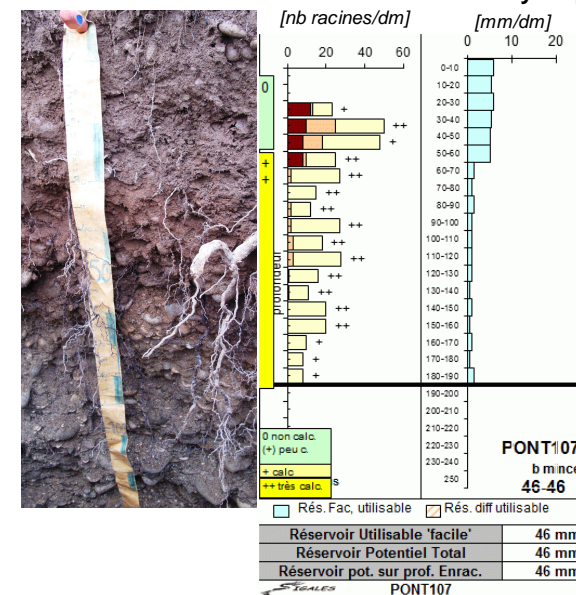 [nb racines/dm]
[mm/dm]
0 20 40 60
0 10 20
0
+
+
profondeur
+
++
+
++
++
++
++
++
++
++
++
++
++
++
+
+
+
0-10
10-20
20-30
30-40
40-50
50-60
60-70
70-80
80-90
90-100
100-110
110-120
120-130
130-140
140-150
150-160
160-170
170-180
180-190
190-200
200-210
210-220
220-230
230-240
250
0 non calc.
(+) peu c.
+ calc
++ très calc.
PONT107
b mince
46-46
Rés. Fac, utilisable
Rés. diff utilisable
Réservoir Utilisable 'facile' 46 mm
Réservoir Potentiel Total 46 mm
Réservoir pot. sur prof. Enrac. 46 mm
SIGALES PONT107